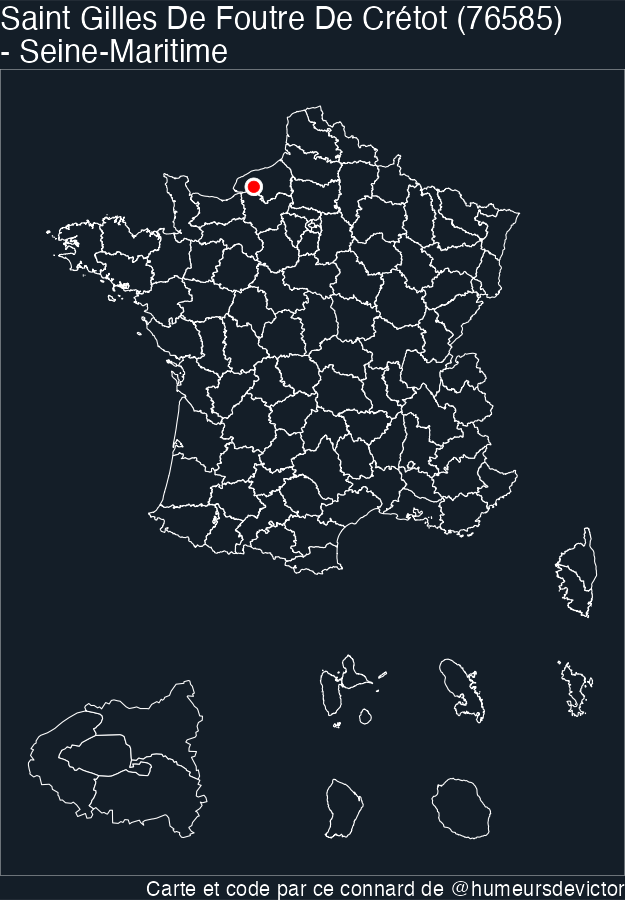 Saint Gilles De Foutre De Crétot (76585)
- Seine-Maritime
Carte et code par ce connard de @humeursdevictor